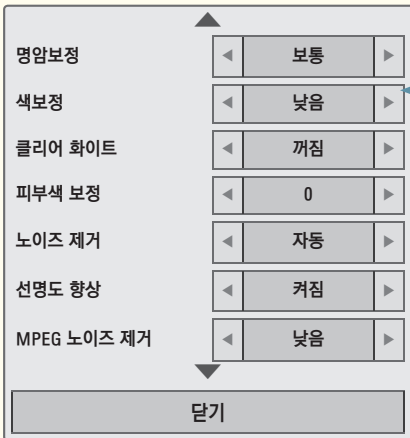 명암보정 보통
색보정 낮음
클리어 화이트 꺼짐
피부색 보정 0
노이즈 제거 자동
선명도 향상 켜짐
MPEG 노이즈 제거 낮음
닫기